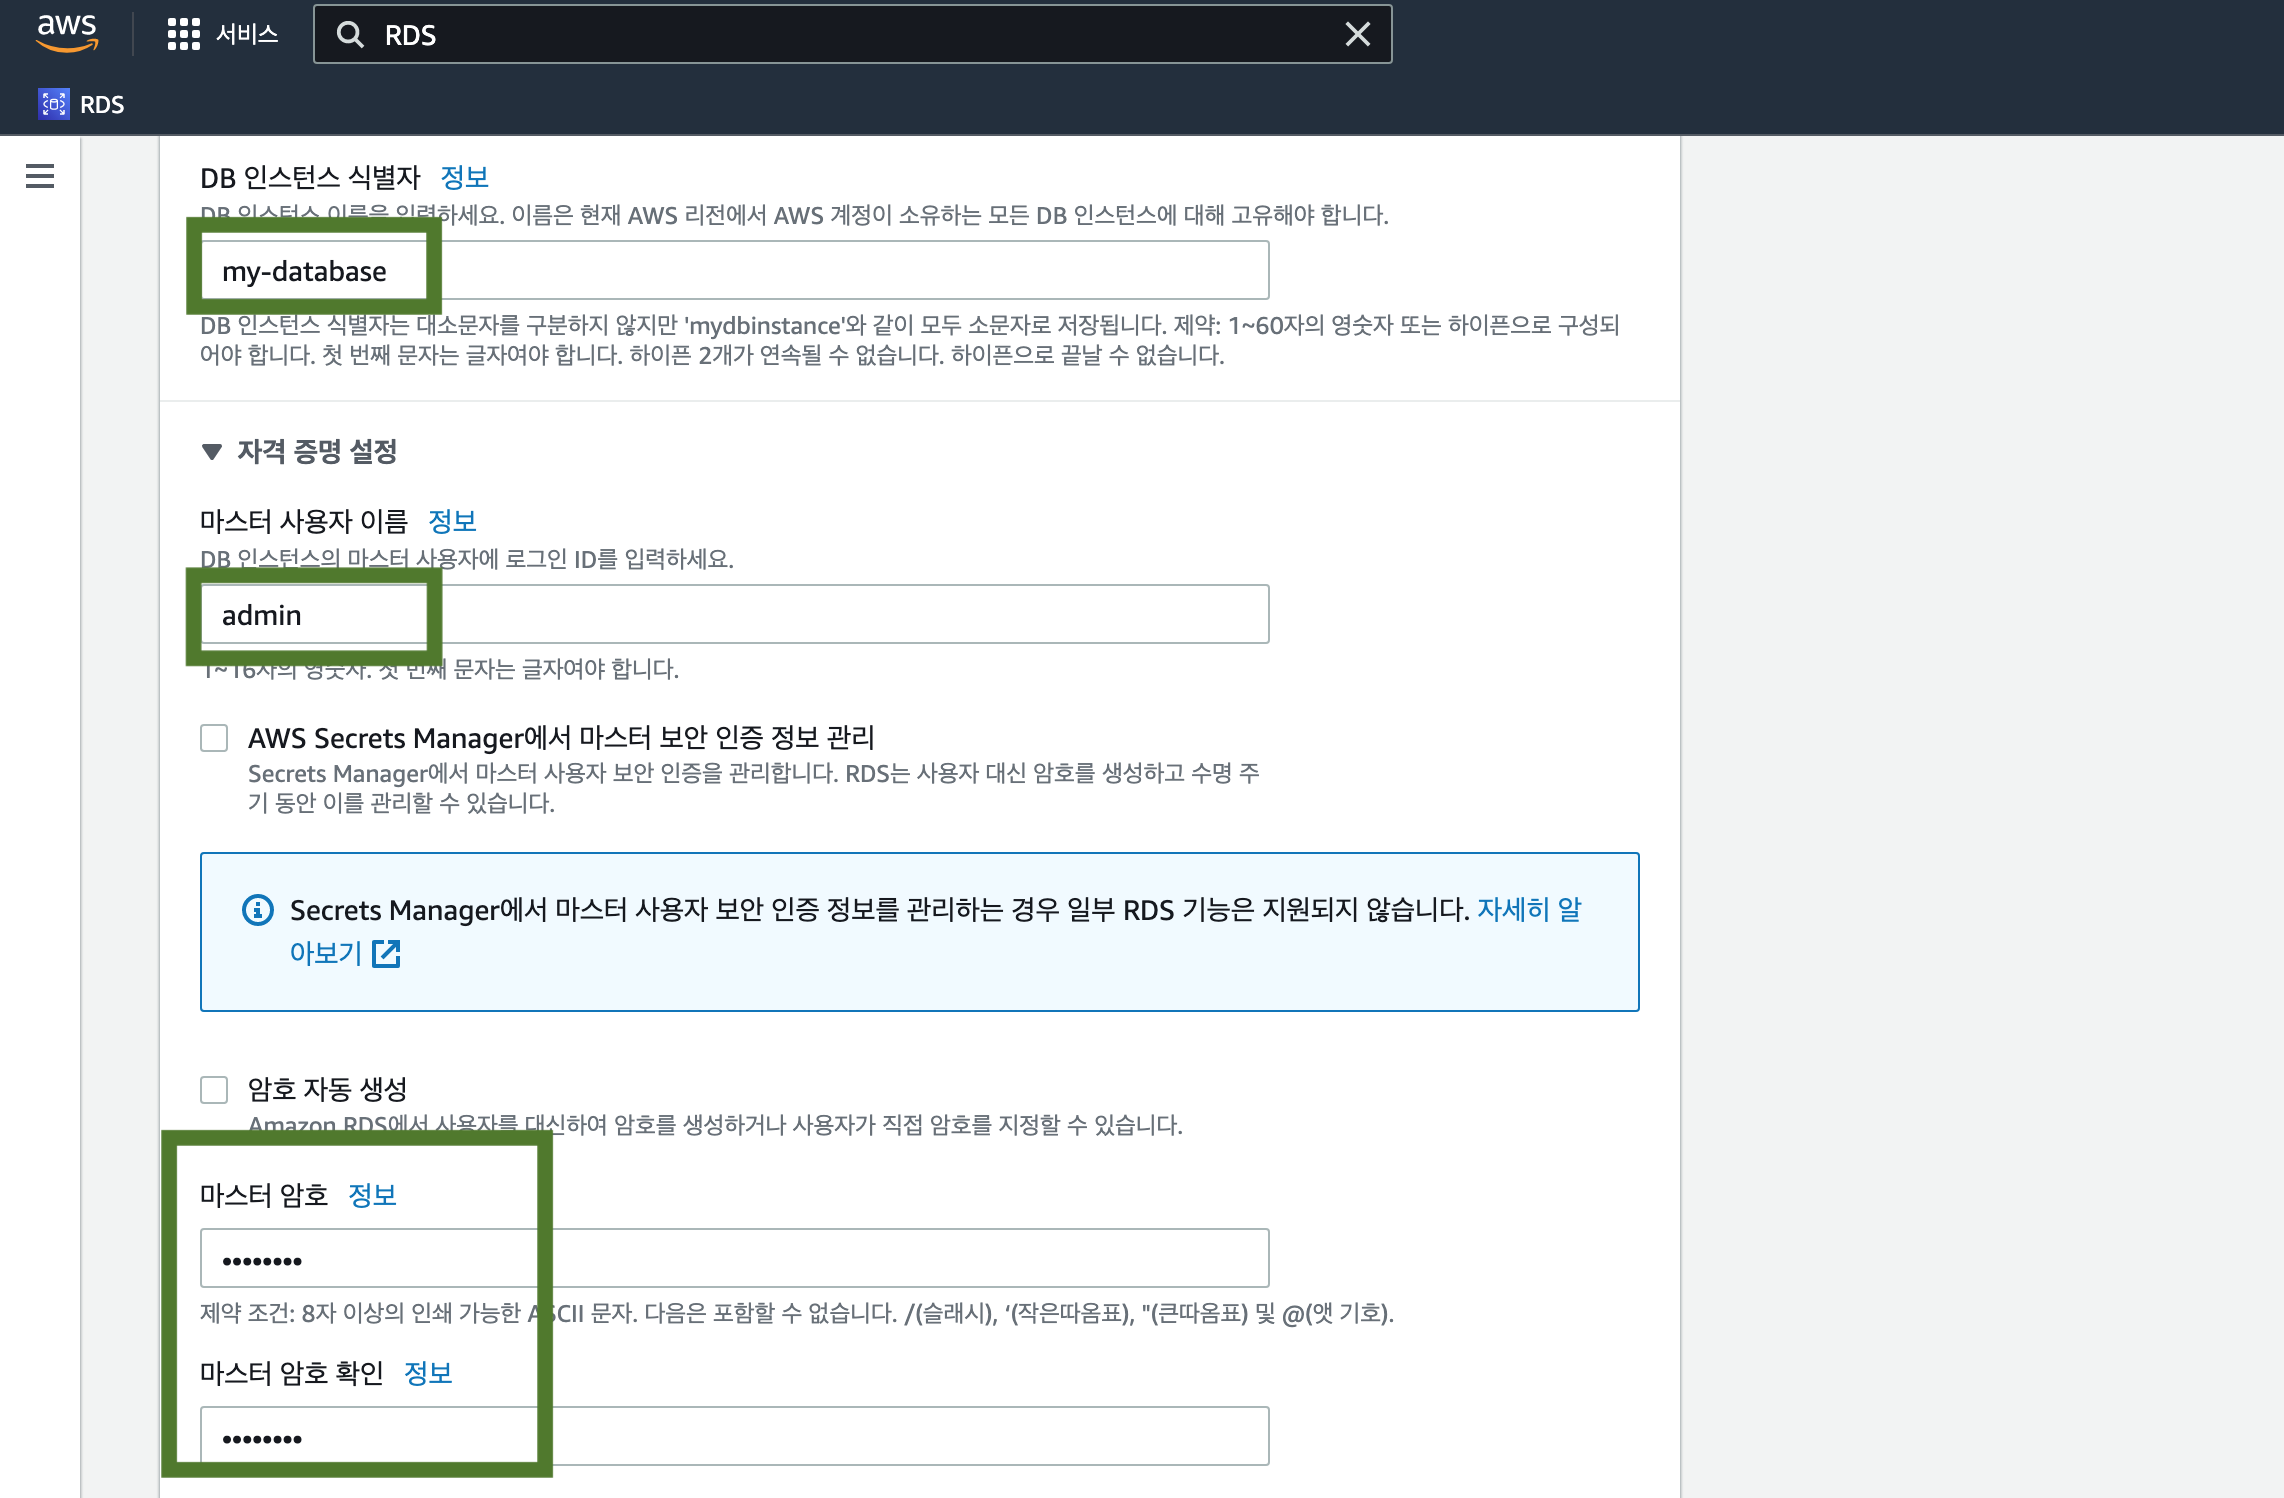 aws
서비스
RDS
RDS
DB 인스턴스 식별자 정보
DB 인스턴스 이름을 입력하세요. 이름은 현재 AWS 리전에서 AWS 계정이 소유하는 모든 DB 인스턴스에 대해 고유해야 합니다.
my-database
DB 인스턴스 식별자는 대소문자를 구분하지 않지만 'mydbinstance'와 같이 모두 소문자로 저장됩니다. 제약: 1~60자의 영숫자 또는 하이픈으로 구성되
어야 합니다. 첫 번째 문자는 글자여야 합니다. 하이픈 2개가 연속될 수 없습니다. 하이픈으로 끝날 수 없습니다.
▼ 자격 증명 설정
마스터 사용자 이름 정보
DB 인스턴스의 마스터 사용자에 로그인 ID를 입력하세요.
admin
1~16자의 영숫자. 첫 번째 문자는 글자여야 합니다.
AWS Secrets Manager에서 마스터 보안 인증 정보 관리
Secrets Manager에서 마스터 사용자 보안 인증을 관리합니다. RDS는 사용자 대신 암호를 생성하고 수명 주
기 동안 이를 관리할 수 있습니다.
Secrets Manager에서 마스터 사용자 보안 인증 정보를 관리하는 경우 일부 RDS 기능은 지원되지 않습니다. 자세히 알
아보기
암호 자동 생성
Amazon RDS에서 사용자를 대신하여 암호를 생성하거나 사용자가 직접 암호를 지정할 수 있습니다.
마스터 암호 정보
••••••••
제약 조건: 8자 이상의 인쇄 가능한 ASCII 문자. 다음은 포함할 수 없습니다. /(슬래시), ‘(작은따옴표), "(큰따옴표) 및 @(앳 기호).
마스터 암호 확인 정보
••••••••